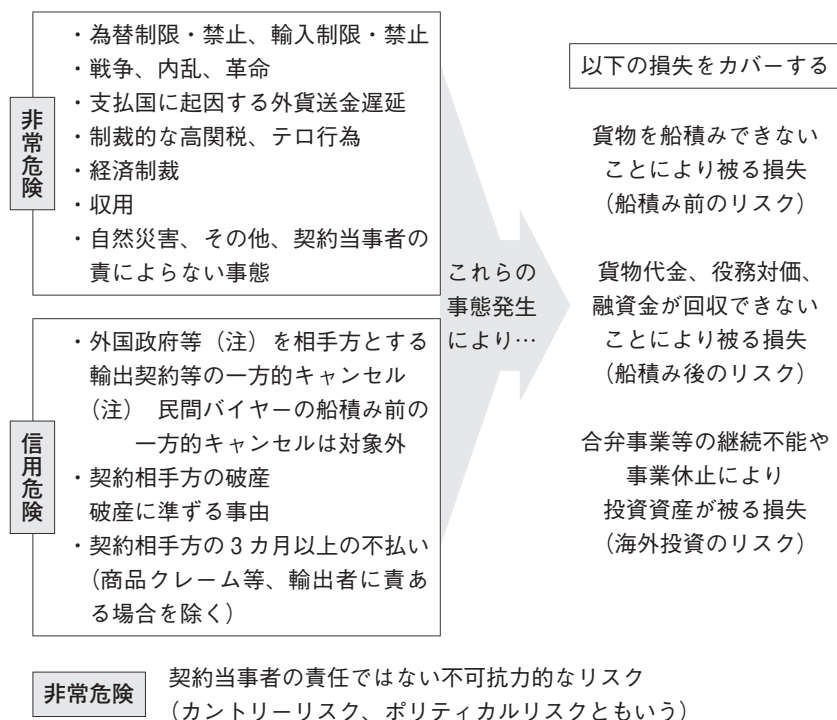 非常危険
・為替制限・禁止、輸入制限・禁止
・戦争、内乱、革命
・支払国に起因する外貨送金遅延
・制裁的な高関税、テロ行為
・経済制裁
・収用
・自然災害、その他、契約当事者の
責によらない事態
信用危険
・外国政府等（注）を相手方とする
輸出契約等の一方的キャンセル
（注）　民間バイヤーの船積み前の
一方的キャンセルは対象外
・契約相手方の破産
破産に準ずる事由
・契約相手方の3カ月以上の不払い
（商品クレーム等、輸出者に責あ
る場合を除く）
これらの
事態発生
により…
以下の損失をカバーする
貨物を船積みできない
ことにより被る損失
（船積み前のリスク）
貨物代金、役務対価、
融資金が回収できない
ことにより被る損失
（船積み後のリスク）
合弁事業等の継続不能や
事業休止により
投資資産が被る損失
（海外投資のリスク）
非常危険
契約当事者の責任ではない不可抗力的なリスク
（カントリーリスク、ポリティカルリスクともいう）